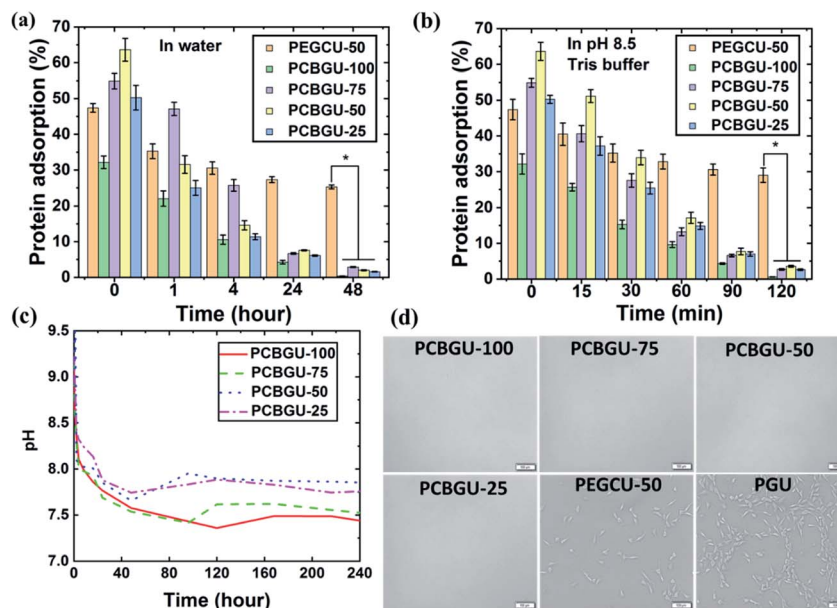 (a)
In water
PEGCU-50
PCBGU-100
PCBGU-75
PCBGU-50
PCBGU-25
Protein adsorption (%)
70
60
50
40
30
20
10
0
*
0 1 4 24 48
Time (hour)
(b)
In pH 8.5
Tris buffer
PEGCU-50
PCBGU-100
PCBGU-75
PCBGU-50
PCBGU-25
Protein adsorption (%)
70
60
50
40
30
20
10
0
*
0 15 30 60 90 120
Time (min)
(c)
PCBGU-100
PCBGU-75
PCBGU-50
PCBGU-25
pH
9.5
9.0
8.5
8.0
7.5
7.0
0 40 80 120 160 200 240
Time (hour)
(d)
PCBGU-100 PCBGU-75 PCBGU-50
PCBGU-25 PEGCU-50 PGU